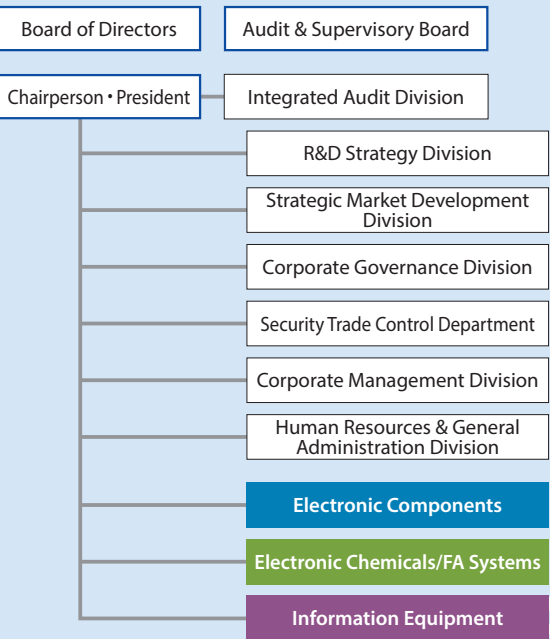 Board of Directors
Audit & Supervisory Board
Chairperson・President
Integrated Audit Division
R&D Strategy Division
Strategic Market Development
Division
Corporate Governance Division
Security Trade Control Department
Corporate Management Division
Human Resources & General
Administration Division
Electronic Components
Electronic Chemicals/FA Systems
Information Equipment